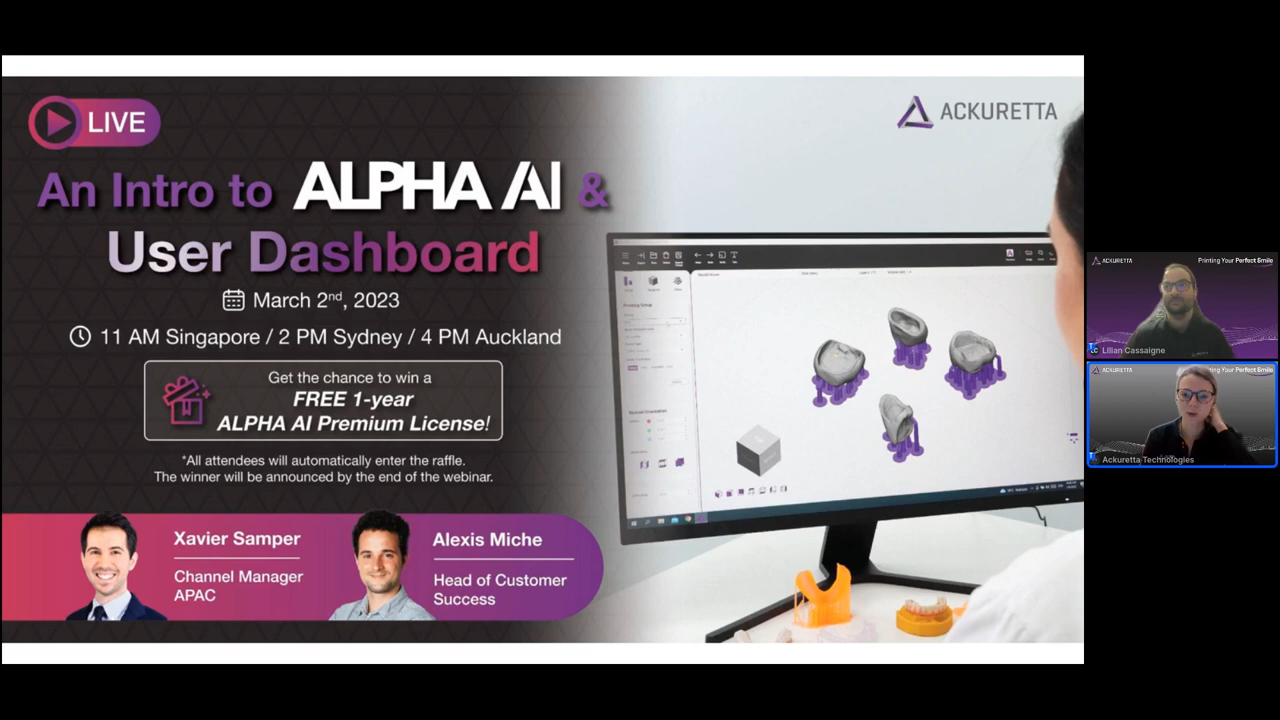 LIVE
ACKURETTA
An Intro to ALPHA AI &
User Dashboard
March 2nd, 2023
11 AM Singapore / 2 PM Sydney / 4 PM Auckland
Get the chance to win a
FREE 1-year
ALPHA AI Premium License!
*All attendees will automatically enter the raffle.
The winner will be announced by the end of the webinar.
Xavier Samper
Channel Manager
APAC
Alexis Miche
Head of Customer
Success
ACKURETTA
Printing Your Perfect Smile
Lilian Cassaigne
ACKURETTA
Your Perfect Smile
Ackuretta Technologies